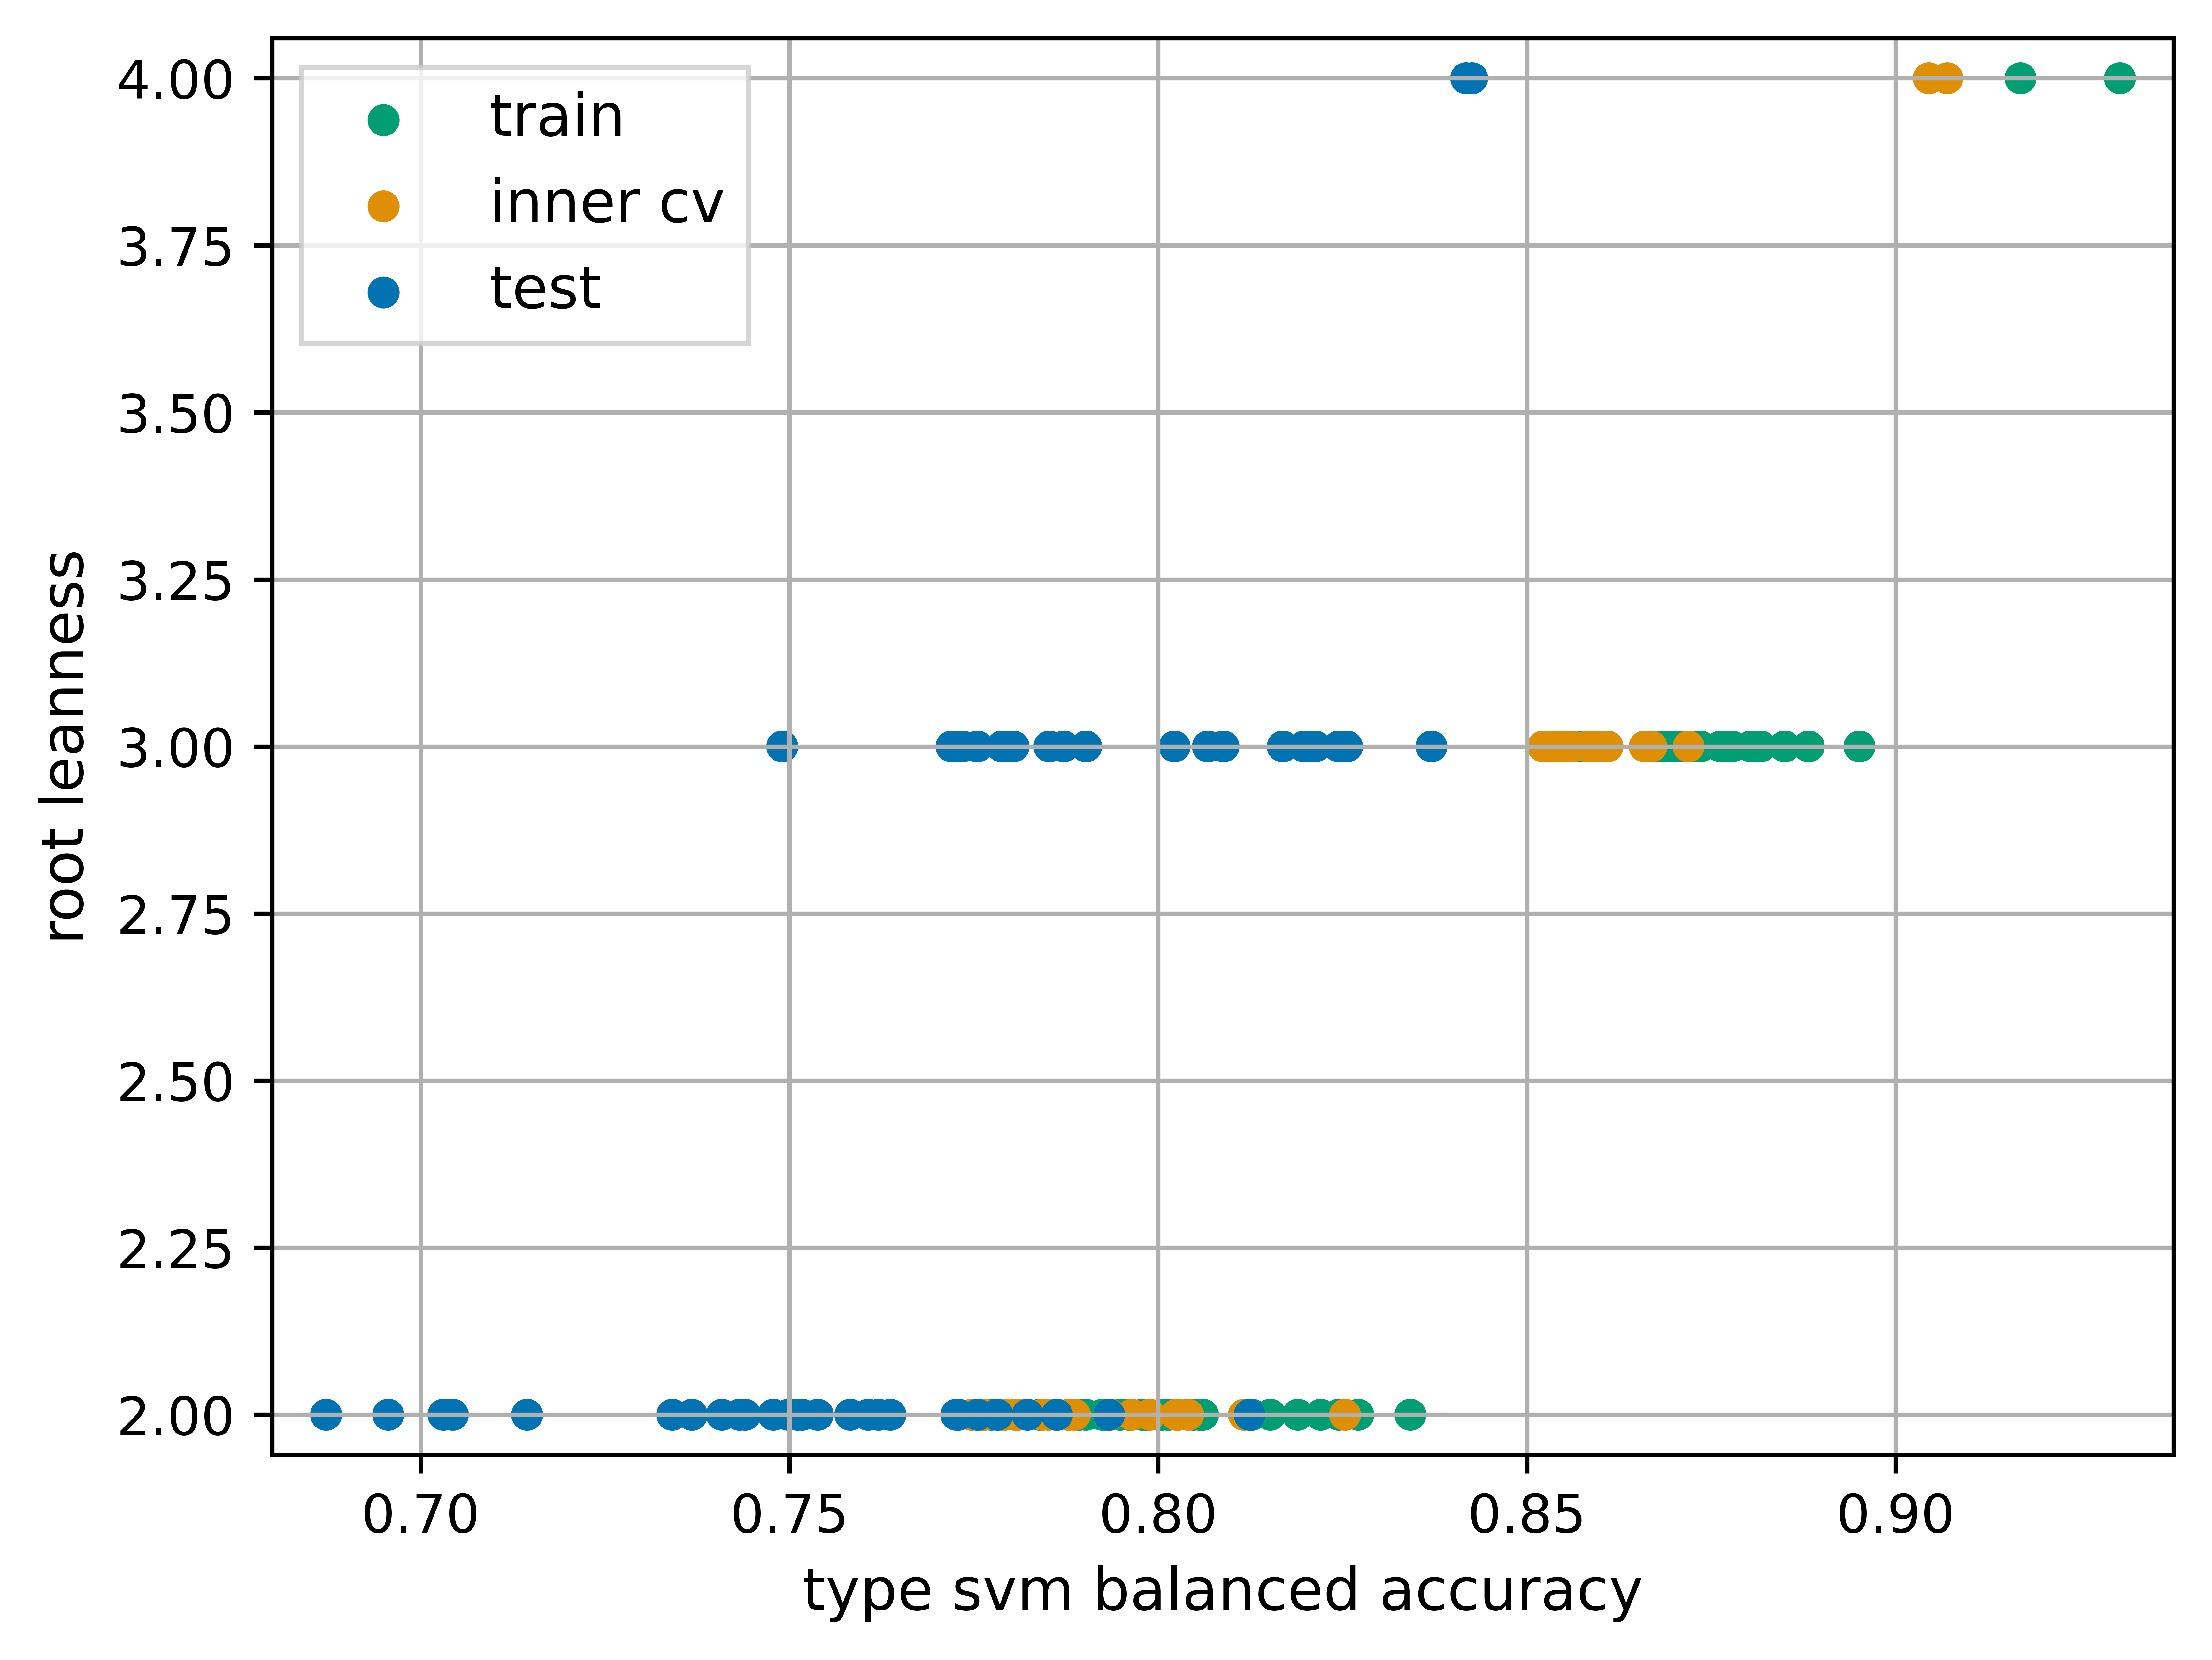 4.00
3.75
3.50
3.25
3.00
2.75
2.50
2.25
2.00
root leanness
train
inner cv
test
0.70 0.75 0.80 0.85 0.90
type svm balanced accuracy